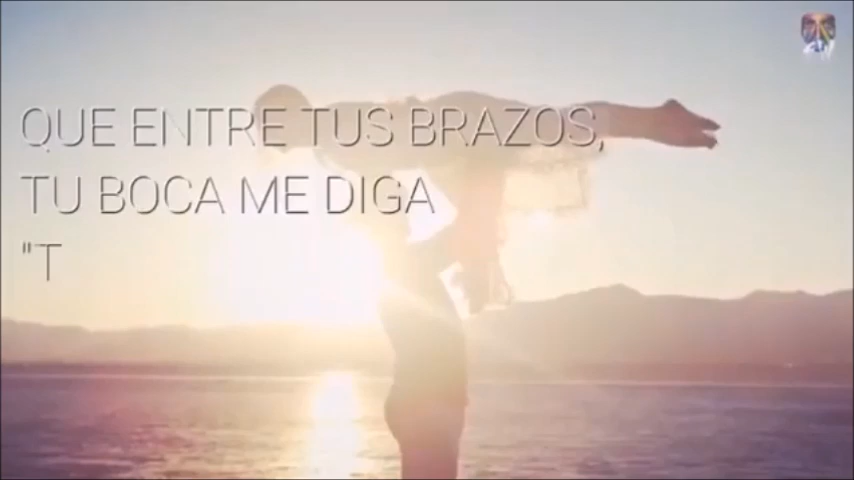 QUE ENTRE TUS BRAZOS,
TU BOCA ME DIGA
"T